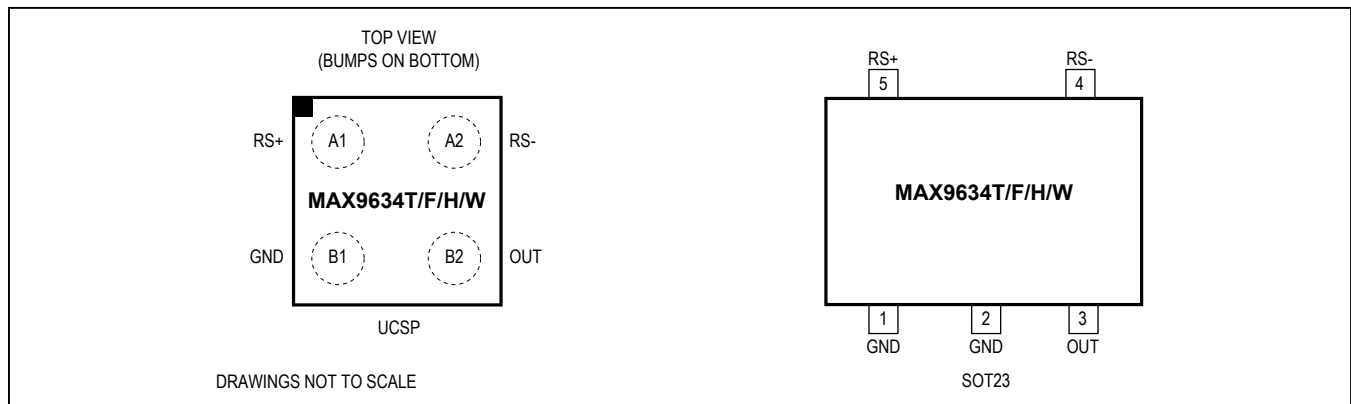 TOP VIEW
(BUMPS ON BOTTOM)
RS+ A1 A2 RS-
MAX9634T/F/H/W
GND B1 B2 OUT
UCSP
DRAWINGS NOT TO SCALE
RS+ RS-
5 4
MAX9634T/F/H/W
1 2 3
GND GND OUT
SOT23